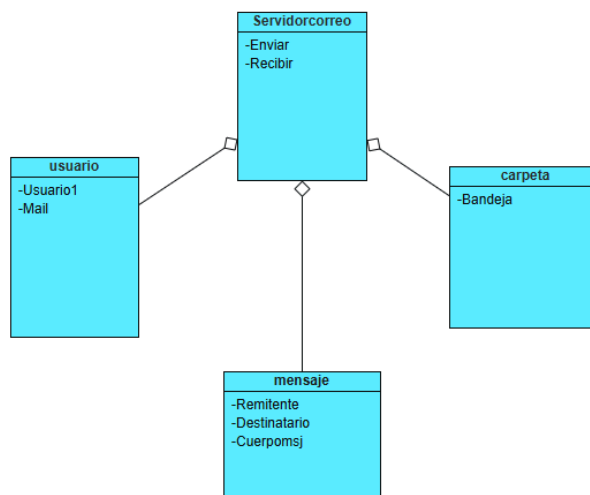 Servidorcorreo
-Enviar
-Recibir
usuario
-Usuario1
-Mail
carpeta
-Bandeja
mensaje
-Remitente
-Destinatario
-Cuerpomsj